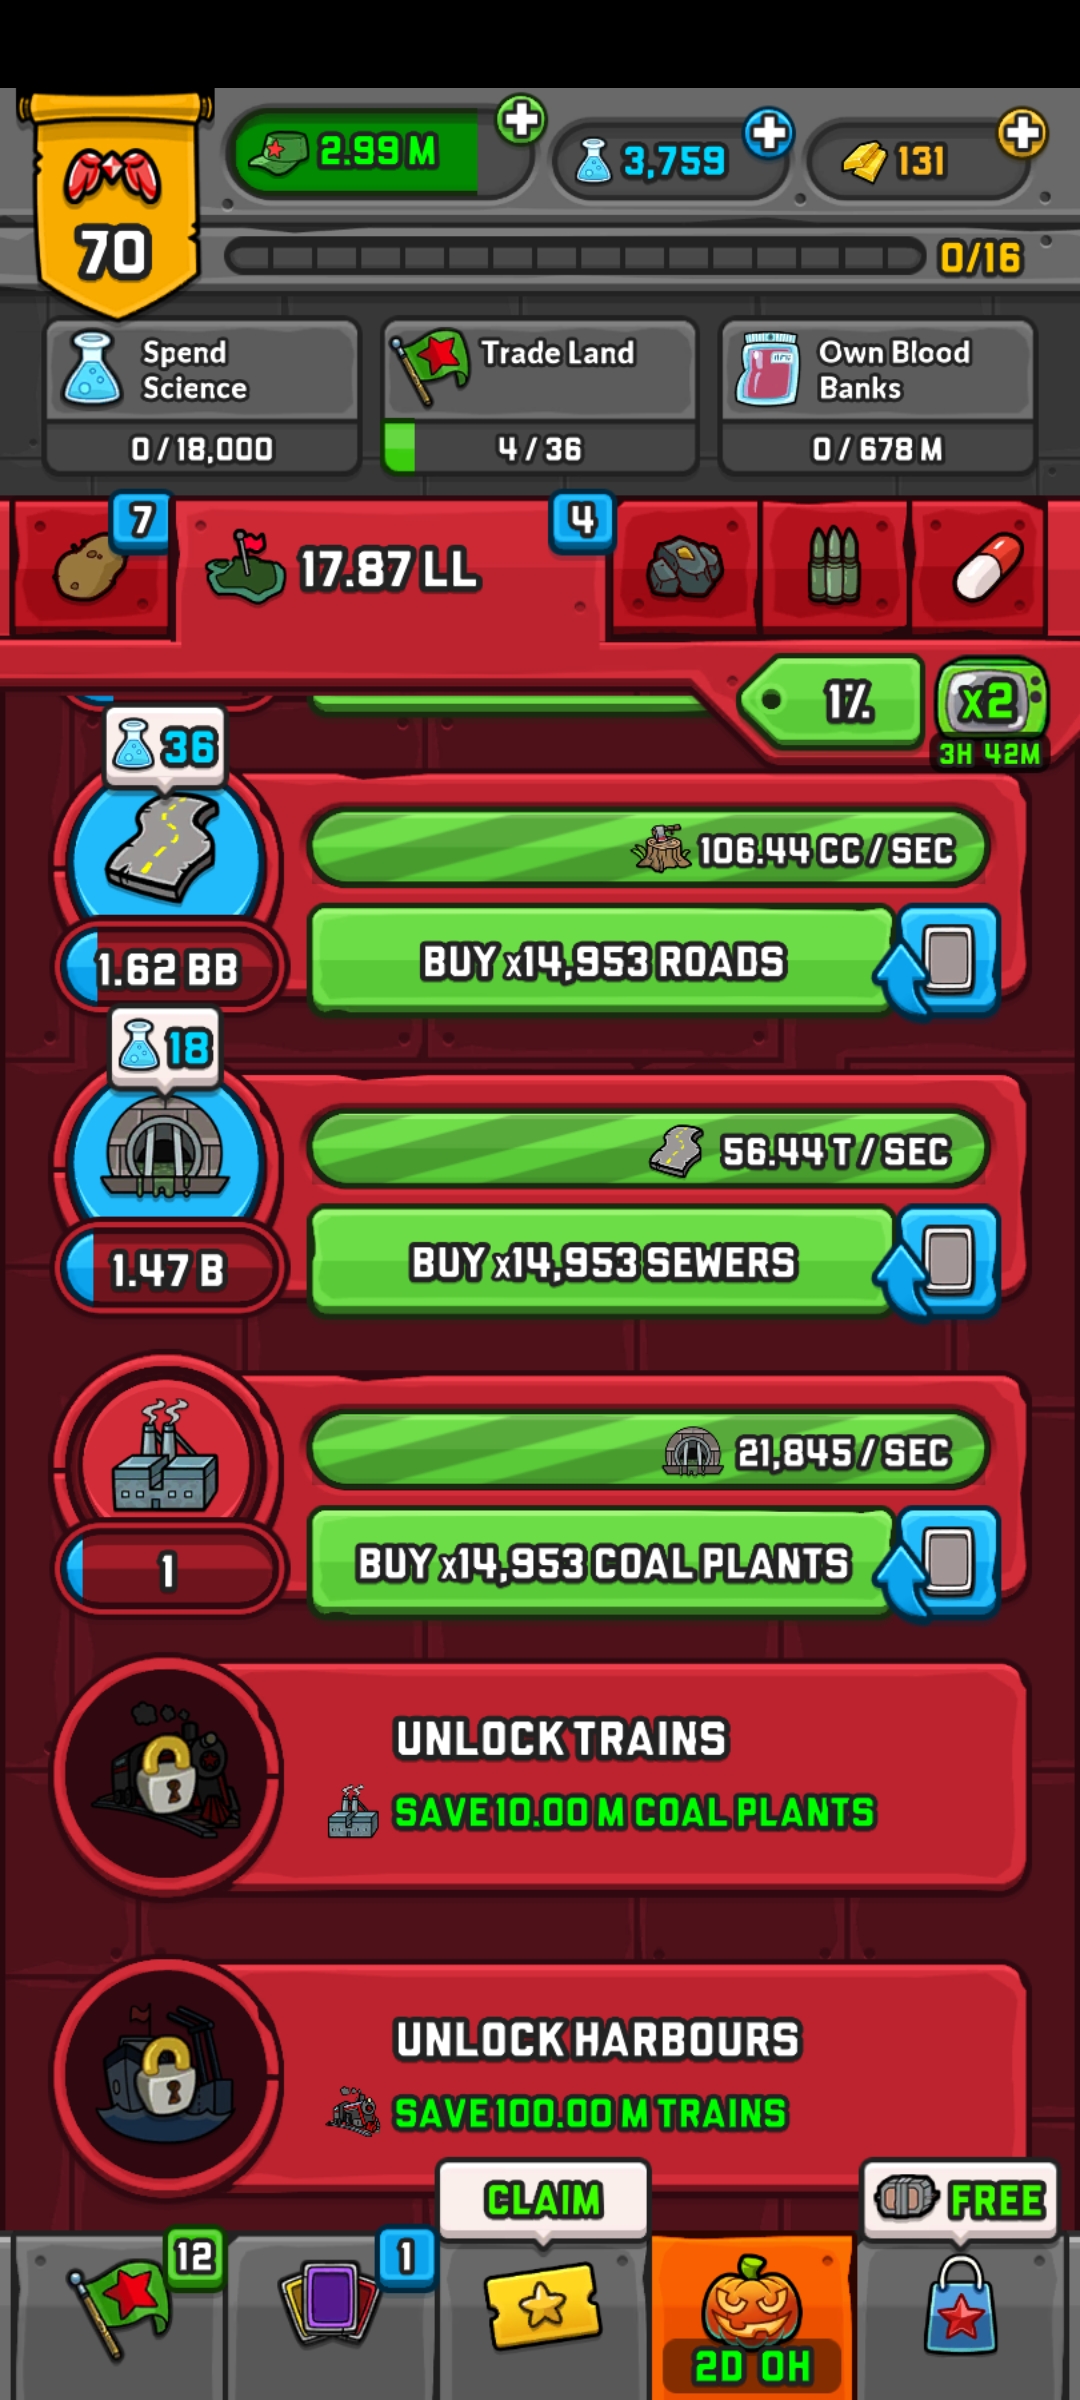 2.99 M
3,759
131
70
0/16
Spend
Science
0 / 18,000
Trade Land
4 / 36
Own Blood
Banks
0 / 678 M
7
17.87 LL
4
1%
x2
3H 42M
36
106.44 CC / SEC
1.62 BB
BUY x14,953 ROADS
18
56.44 T / SEC
1.47 B
BUY x14,953 SEWERS
21,845 / SEC
1
BUY x14,953 COAL PLANTS
UNLOCK TRAINS
SAVE 10.00 M COAL PLANTS
UNLOCK HARBOURS
SAVE 100.00 M TRAINS
CLAIM
FREE
12
1
2D 0H